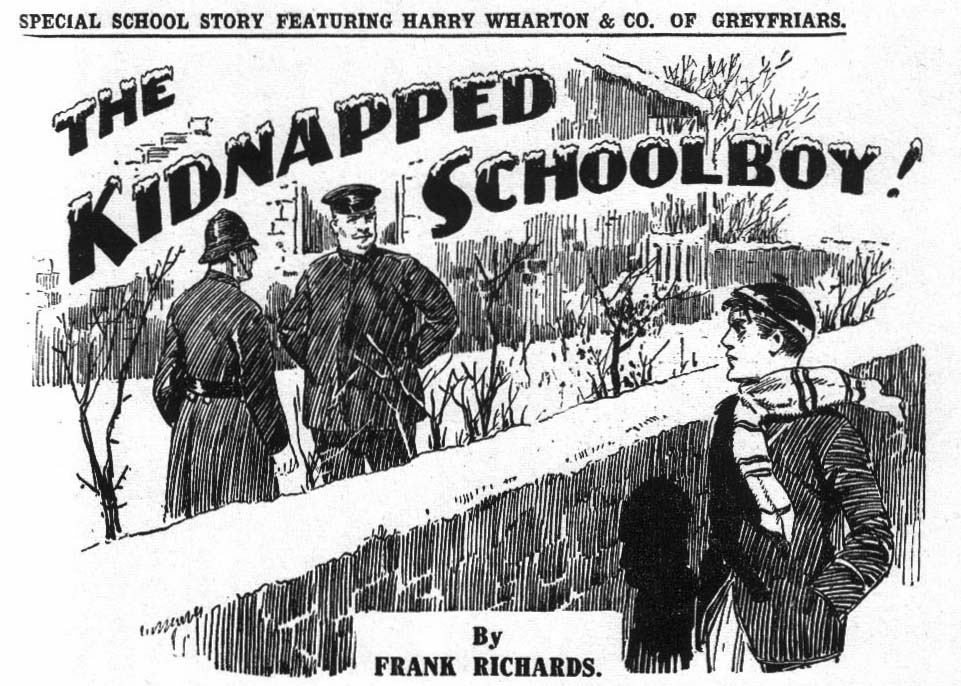 SPECIAL SCHOOL STORY FEATURING HARRY WHARTON & CO. OF GREYFRIARS.
THE
KIDNAPPED
SCHOOLBOY!
By
FRANK RICHARDS.